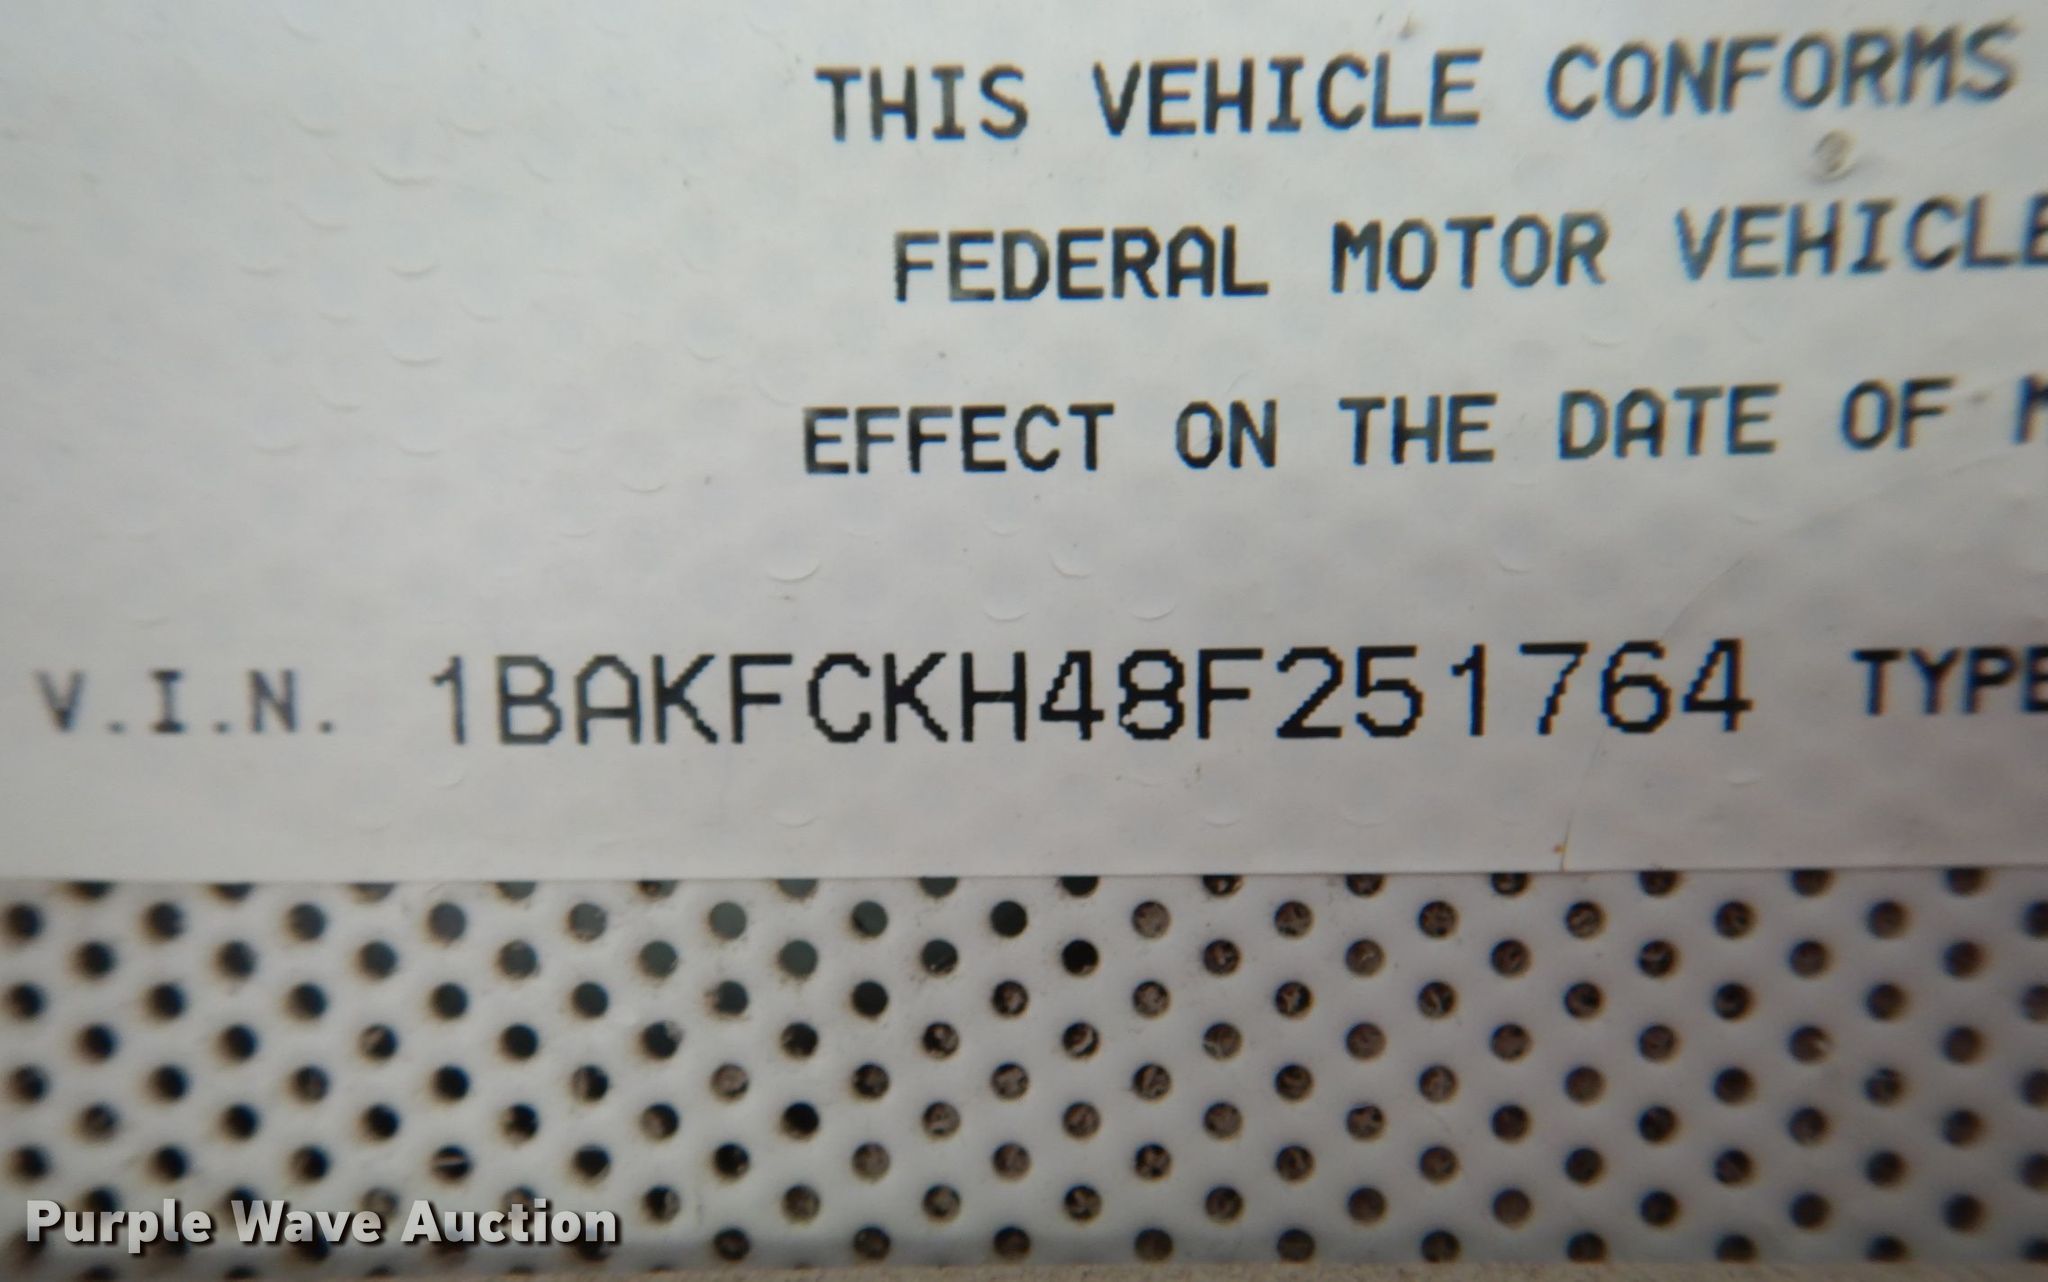 THIS VEHICLE CONFORMS
FEDERAL MOTOR VEHICLE
EFFECT ON THE DATE OF M
V.I.N. 1BAKFCKH48F251764 TYPE
Purple Wave Auction